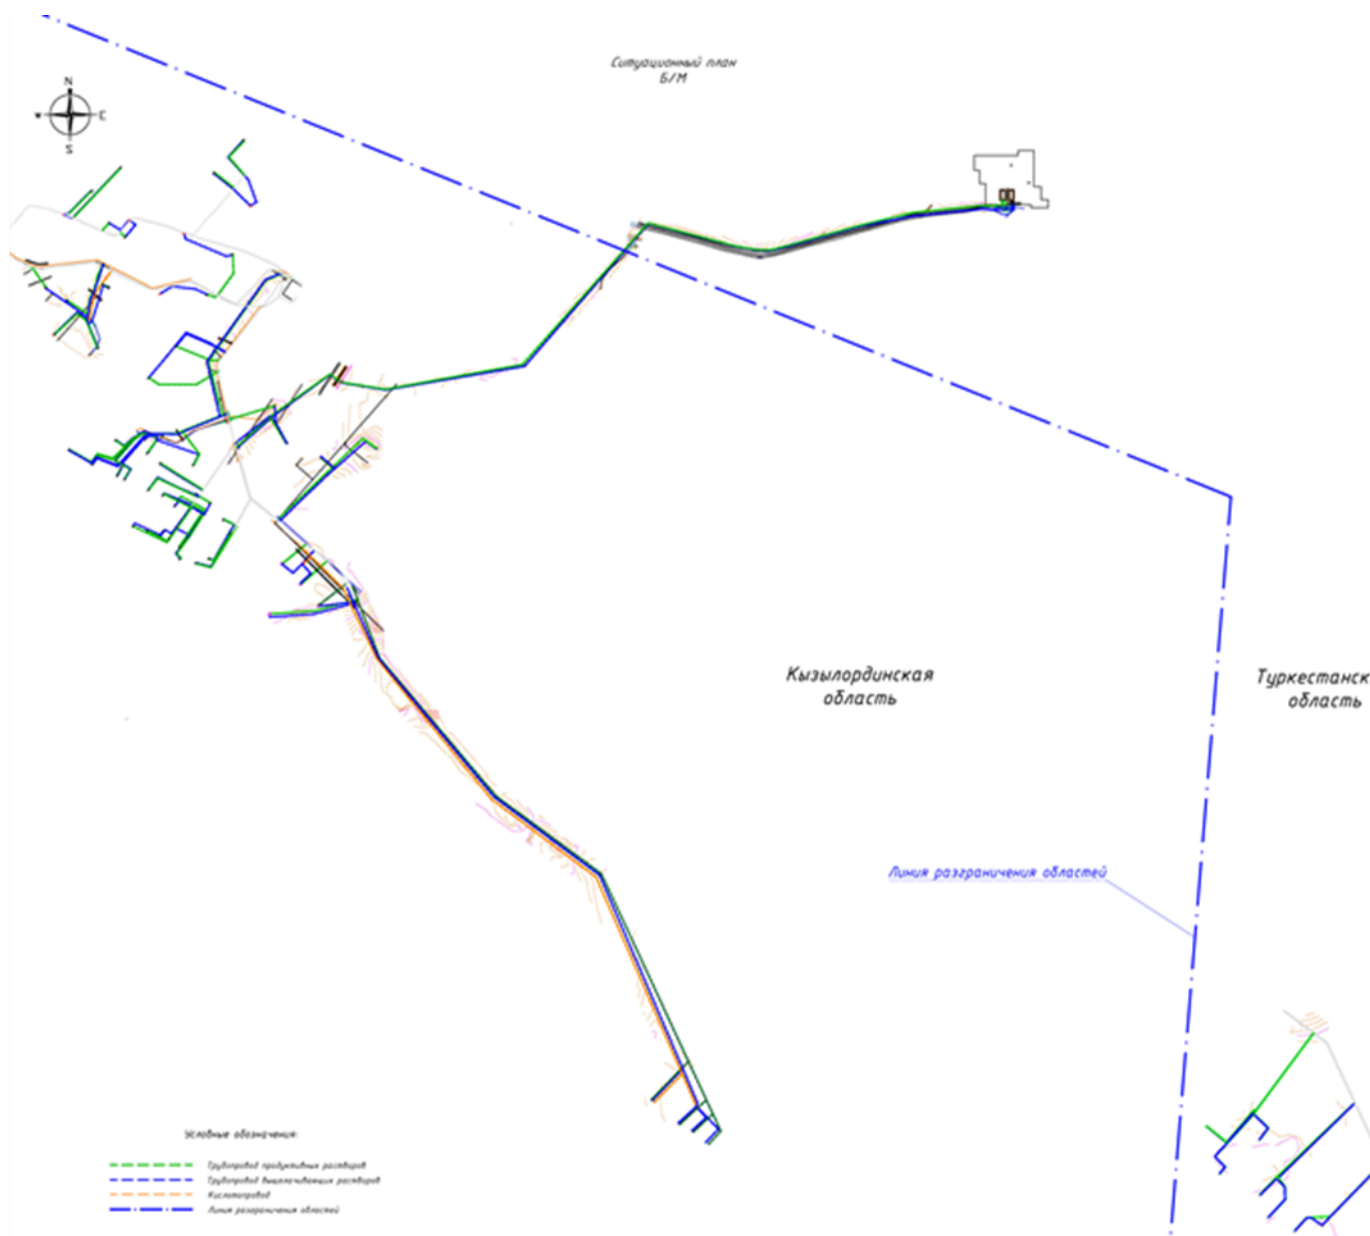 Ситуационный план
Б/М
N
W
E
S
Кызылординская
область
Туркестанск
область
Линия разграничения областей
Условные обозначения:
Трубопровод продуктивных растворов
Трубопровод выщелачивающих растворов
Кислотопровод
Линия разграничения областей